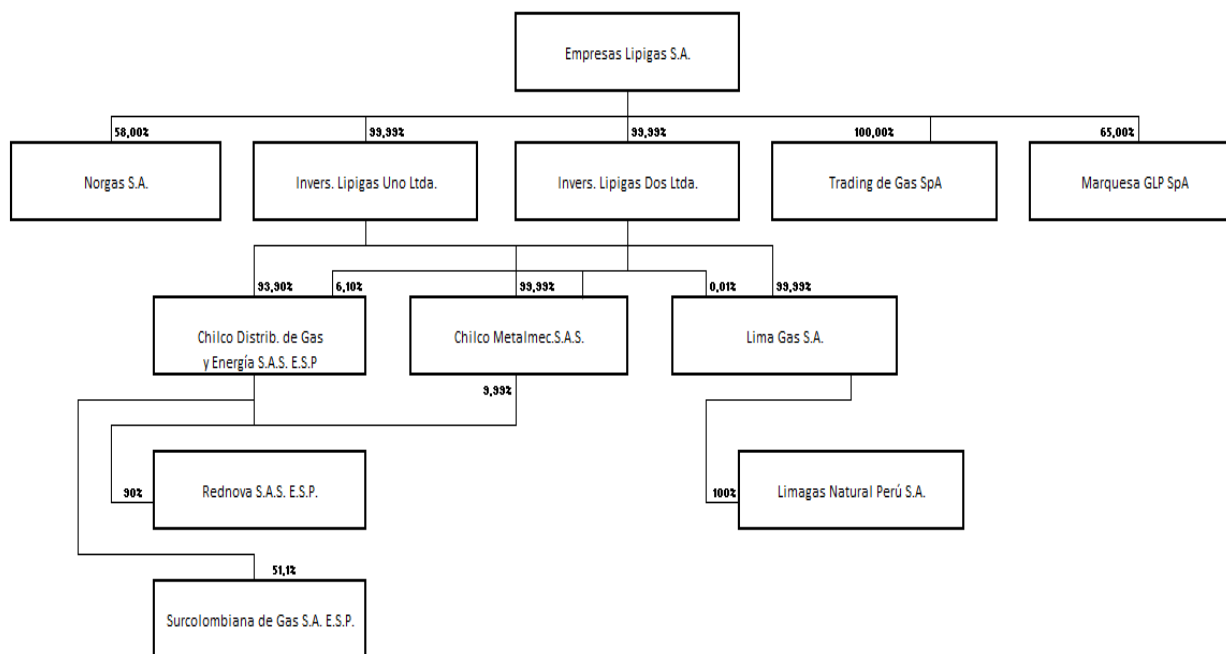 Empresas Lipigas S.A.
58,00%
99,99%
99,99%
100,00%
65,00%
Norgas S.A.
Invers. Lipigas Uno Ltda.
Invers. Lipigas Dos Ltda.
Trading de Gas SpA
Marquesa GLP SpA
93,90%
6,10%
99,99%
0,01%
99,99%
Chilco Distrib. de Gas
y Energía S.A.S. E.S.P
Chilco Metalmec.S.A.S.
Lima Gas S.A.
9,99%
90%
Rednova S.A.S. E.S.P.
100%
Limagas Natural Perú S.A.
51,1%
Surcolombiana de Gas S.A. E.S.P.